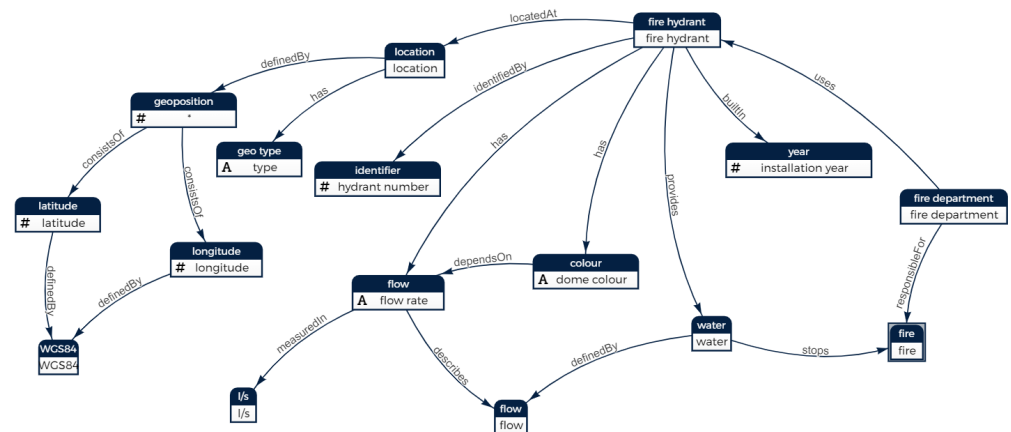 locatedAt
fire hydrant
fire hydrant
location
location
definedBy
identifiedBy
uses
has
builtIn
geoposition
# *
consistsOf
geo type
A type
has
has
year
# installation year
identifier
# hydrant number
consistsOf
provides
latitude
# latitude
fire department
fire department
longitude
# longitude
dependsOn
colour
A dome colour
flow
A flow rate
definedBy
definedBy
responsibleFor
measuredIn
water
water
fire
fire
WGS84
WGS84
describes
definedBy
stops
l/s
l/s
flow
flow